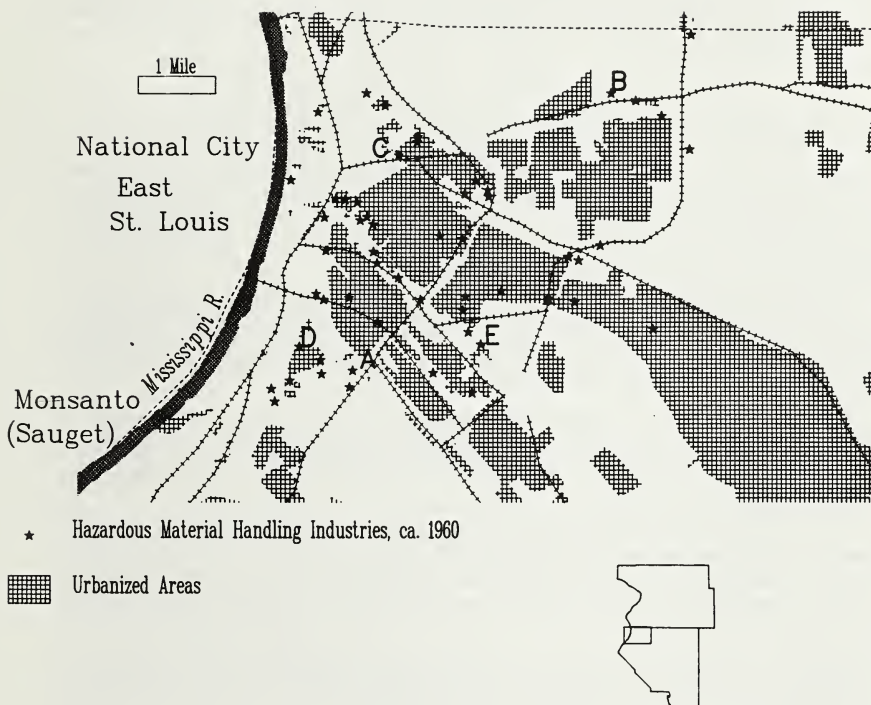 1 Mile
B
National City
C
East
St. Louis
Mississippi R.
D
E
A
Monsanto
(Sauget)
Hazardous Material Handling Industries, ca. 1960
Urbanized Areas